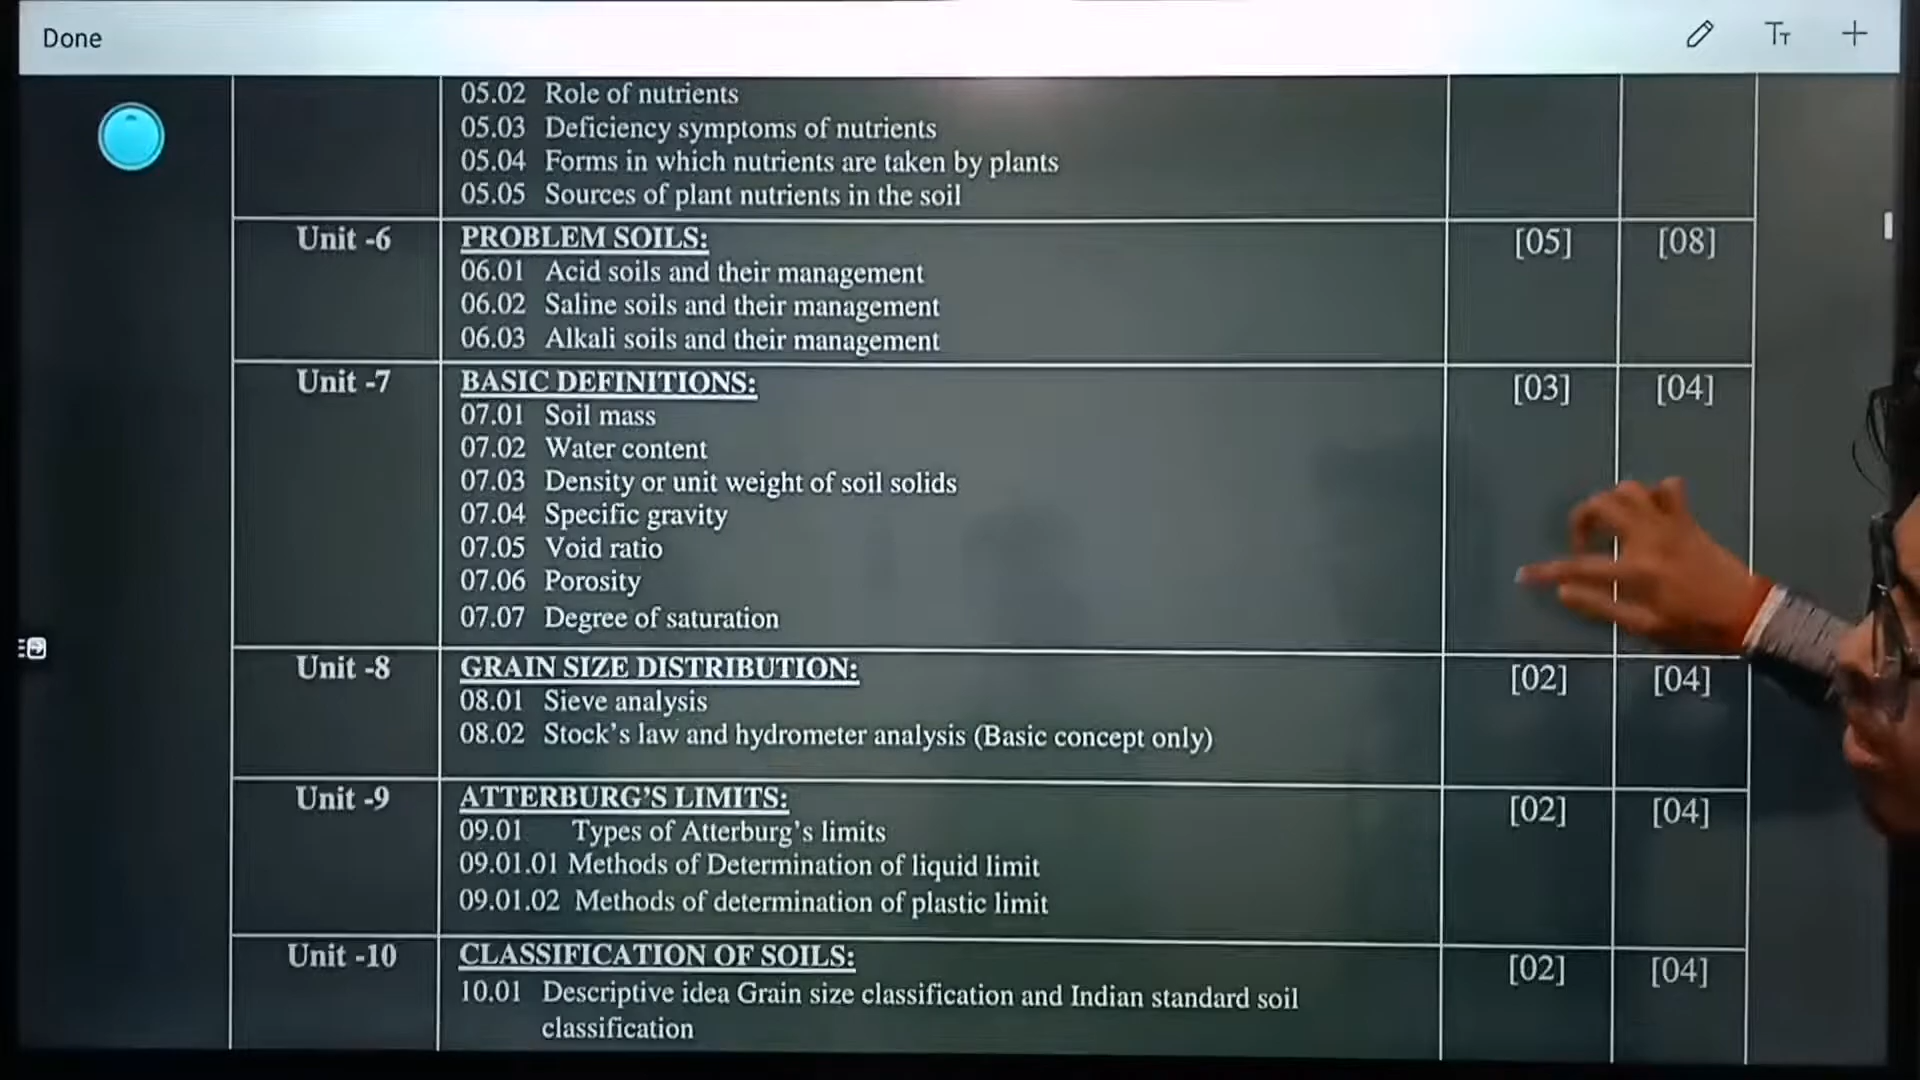 Done
05.02 Role of nutrients
05.03 Deficiency symptoms of nutrients
05.04 Forms in which nutrients are taken by plants
05.05 Sources of plant nutrients in the soil
Unit -6 PROBLEM SOILS: [05] [08]
06.01 Acid soils and their management
06.02 Saline soils and their management
06.03 Alkali soils and their management
Unit -7 BASIC DEFINITIONS: [03] [04]
07.01 Soil mass
07.02 Water content
07.03 Density or unit weight of soil solids
07.04 Specific gravity
07.05 Void ratio
07.06 Porosity
07.07 Degree of saturation
Unit -8 GRAIN SIZE DISTRIBUTION: [02] [04]
08.01 Sieve analysis
08.02 Stock's law and hydrometer analysis (Basic concept only)
Unit -9 ATTERBURG'S LIMITS: [02] [04]
09.01 Types of Atterburg's limits
09.01.01 Methods of Determination of liquid limit
09.01.02 Methods of determination of plastic limit
Unit -10 CLASSIFICATION OF SOILS: [02] [04]
10.01 Descriptive idea Grain size classification and Indian standard soil
classification